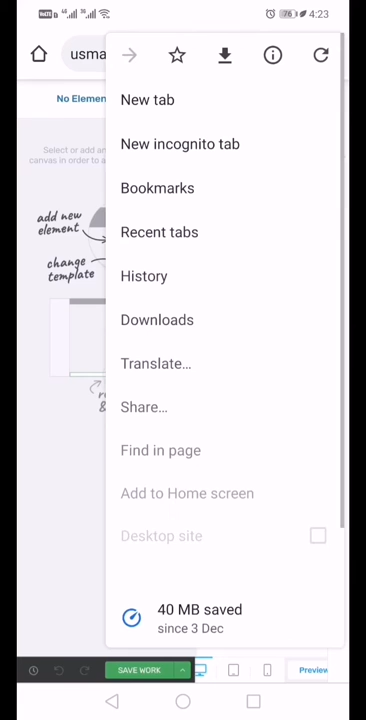 76
4:23
usma
No Elemen
New tab
Select or add an
canvas in order to a
New incognito tab
Bookmarks
add new
element
Recent tabs
change
template
History
Downloads
Translate...
Share...
Find in page
Add to Home screen
Desktop site
40 MB saved
since 3 Dec
SAVE WORK
Preview